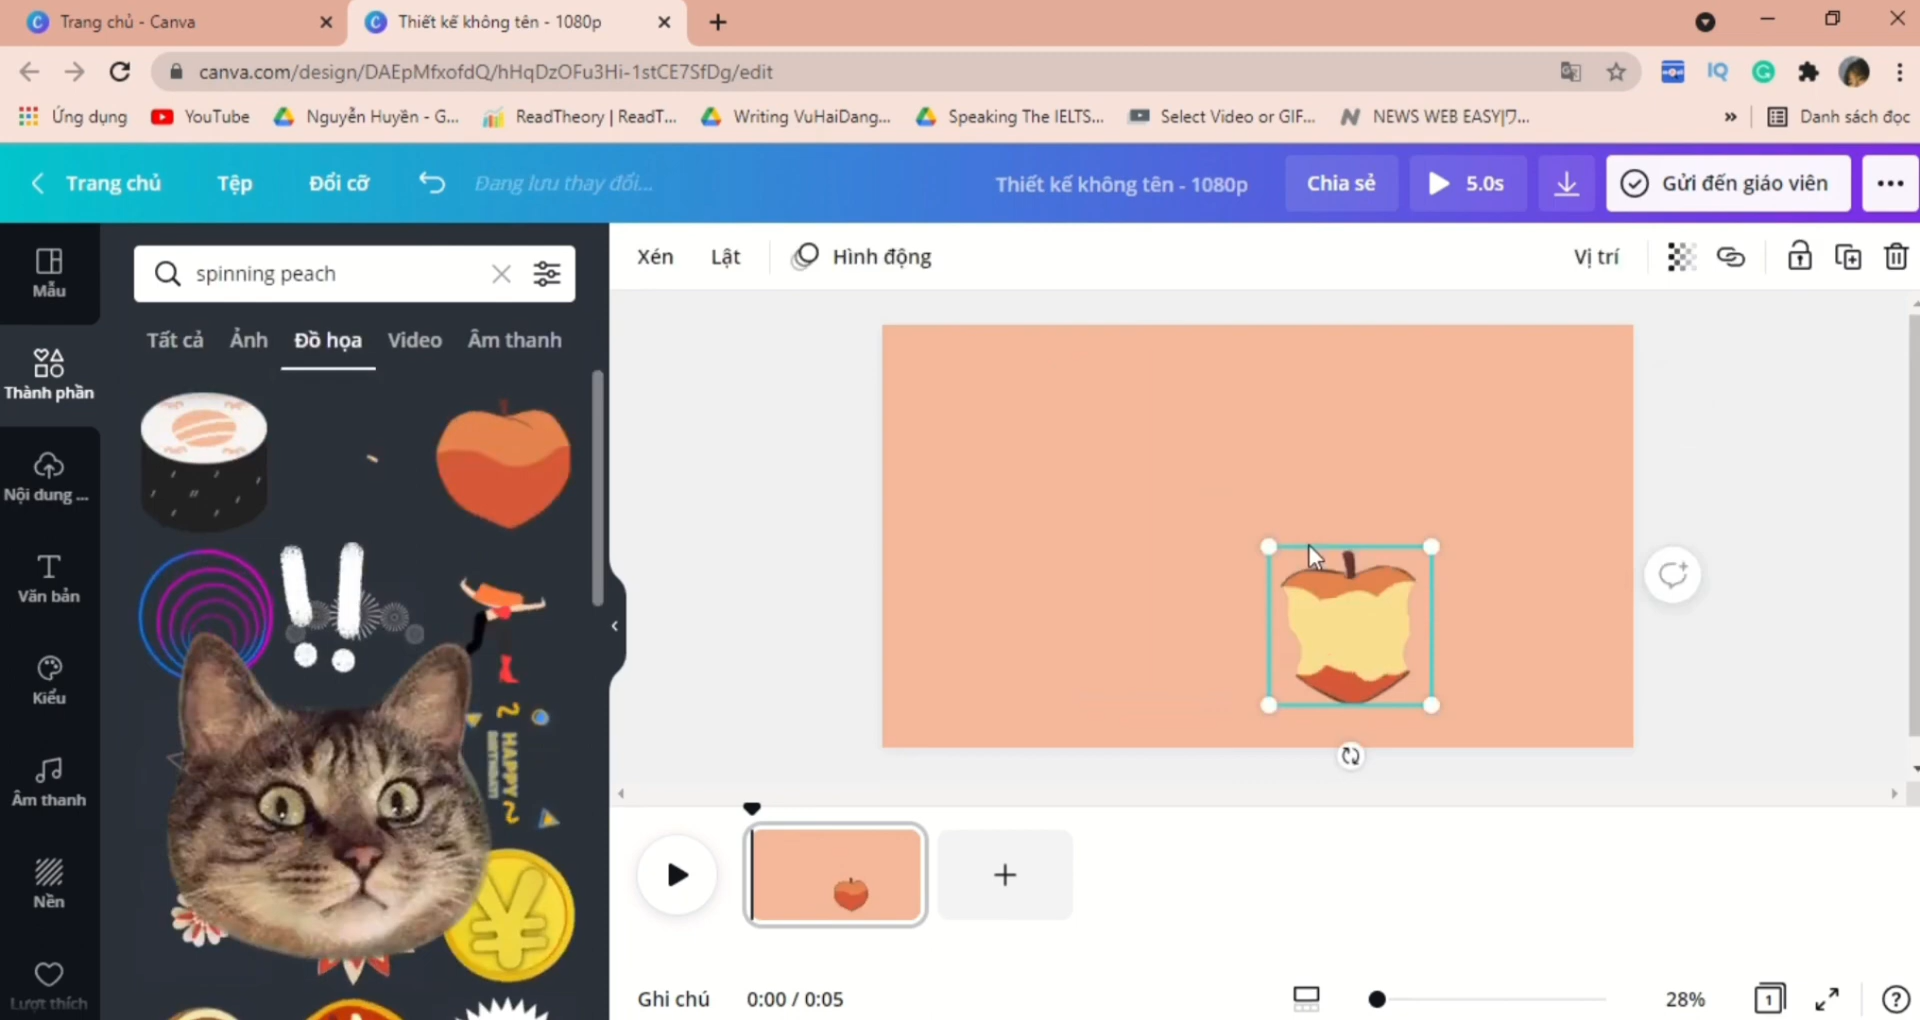 Trang chủ - Canva
Thiết kế không tên - 1080p
canva.com/design/DAEpMfxofdQ/hHqDzOFu3Hi-1stCE7SfDg/edit
Ứng dụng
YouTube
Nguyễn Huyền - G...
ReadTheory | ReadT...
Writing VuHaiDang...
Speaking The IELTS...
Select Video or GIF...
NEWS WEB EASY|ワ...
»
Danh sách đọc
Trang chủ
Tệp
Đổi cỡ
Đang lưu thay đổi...
Thiết kế không tên - 1080p
Chia sẻ
5.0s
Gửi đến giáo viên
spinning peach
Xén
Lật
Hình động
Vị trí
Mẫu
Tất cả
Ảnh
Đồ họa
Video
Âm thanh
Thành phần
Nội dung ...
Văn bản
Kiểu
Âm thanh
Nền
Lượt thích
2 HAPPY 2
BIRTHDAY
¥
Ghi chú
0:00 / 0:05
28%
1